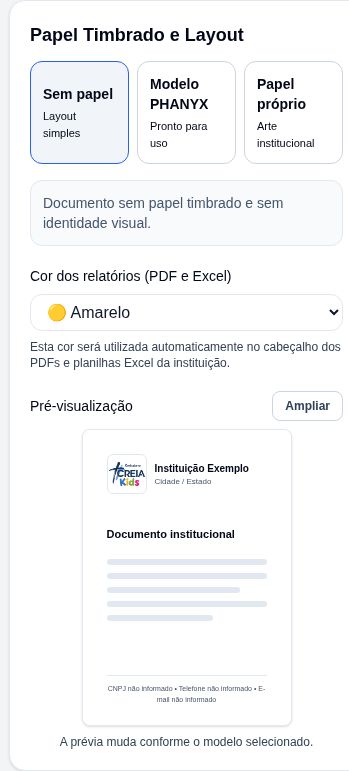 Papel Timbrado e Layout
Sem papel
Layout
simples
Modelo
PHANYX
Pronto para
uso
Papel
próprio
Arte
institucional
Documento sem papel timbrado e sem
identidade visual.
Cor dos relatórios (PDF e Excel)
Amarelo
Esta cor será utilizada automaticamente no cabeçalho dos
PDFs e planilhas Excel da instituição.
Pré-visualização
Ampliar
CREIA
Kids
Instituição Exemplo
Cidade / Estado
Documento institucional
CNPJ não informado • Telefone não informado • E-
mail não informado
A prévia muda conforme o modelo selecionado.